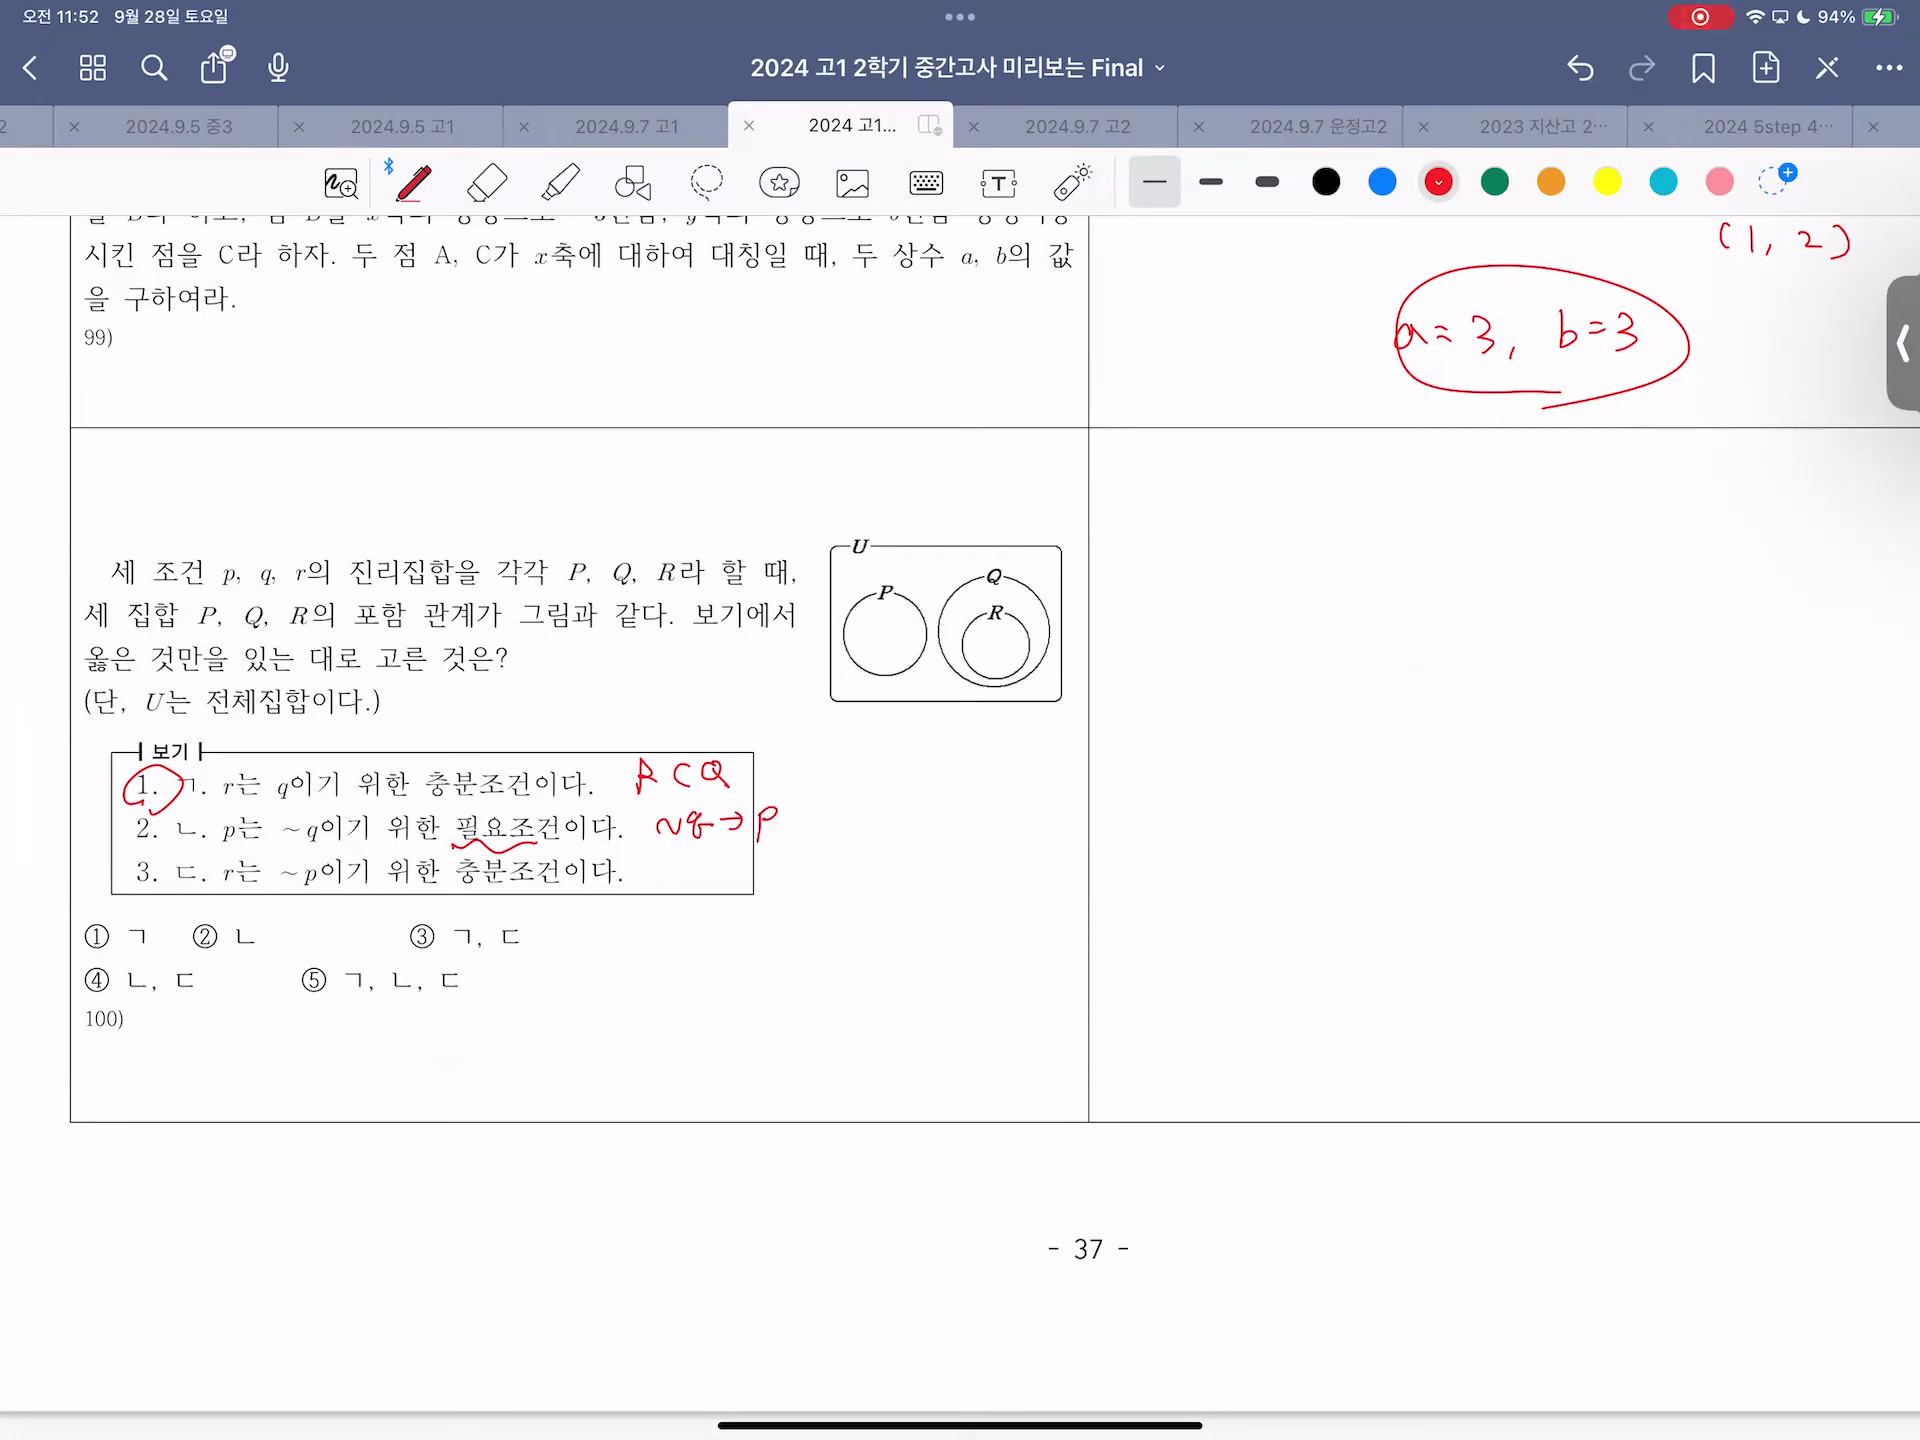 오전 11:52 9월 28일 토요일
94%
2024 고1 2학기 중간고사 미리보는 Final
2 2024.9.5 중3 2024.9.5 고1 2024.9.7 고1 2024 고1... 2024.9.7 고2 2024.9.7 운정고2 2023 지산고 2··· 2024 5step 4···
시킨 점을 C라 하자. 두 점 A, C가 x축에 대하여 대칭일 때, 두 상수 a, b의 값
을 구하여라.
99)
(1, 2)
a=3, b=3
세 조건 p, q, r의 진리집합을 각각 P, Q, R라 할 때,
세 집합 P, Q, R의 포함 관계가 그림과 같다. 보기에서
옳은 것만을 있는 대로 고른 것은?
(단, U는 전체집합이다.)
U
P
Q
R
보기
1. ㄱ. r는 q이기 위한 충분조건이다. R⊂Q
2. ㄴ. p는 ~q이기 위한 필요조건이다. ~q→p
3. ㄷ. r는 ~p이기 위한 충분조건이다.
① ㄱ ② ㄴ ③ ㄱ, ㄷ
④ ㄴ, ㄷ ⑤ ㄱ, ㄴ, ㄷ
100)
- 37 -